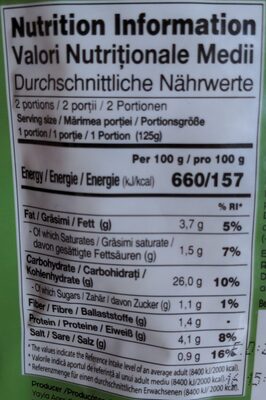 Nutrition Information
Valori Nutriționale Medii
Durchschnittliche Nährwerte
2 portions / 2 porții / 2 Portionen
Serving size / Mărimea porției / Portionsgröße
1 portion / 1 porție / 1 Portion (125g)
Per 100 g / pro 100 g
Energy / Energie / Energie (kJ/kcal) 660/157
% RI*
Fat / Grăsimi / Fett (g) 3,7 g 5%
- Of which Saturates / Grăsimi saturate /
davon gesättigte Fettsäuren (g) 1,5 g 7%
Carbohydrate / Carbohidrați /
Kohlenhydrate (g) 26,0 g 10%
- Of which Sugars / Zahăr / davon Zucker (g) 1,1 g 1%
Fiber / Fibre / Ballaststoffe (g) 1,4 g -
Protein / Proteine / Eiweiß (g) 4,1 g 8%
Salt / Sare / Salz (g) 0,9 g 16%
* The values indicate the Reference Intake level of an average adult (8400 kJ / 2000 kcal).
* Valorile indică aportul de referință al unui adult mediu (8400 kJ / 2000 kcal).
* Referenzmenge für einen durchschnittlichen Erwachsenen (8400 kJ / 2000 kcal).
Producer / Producător